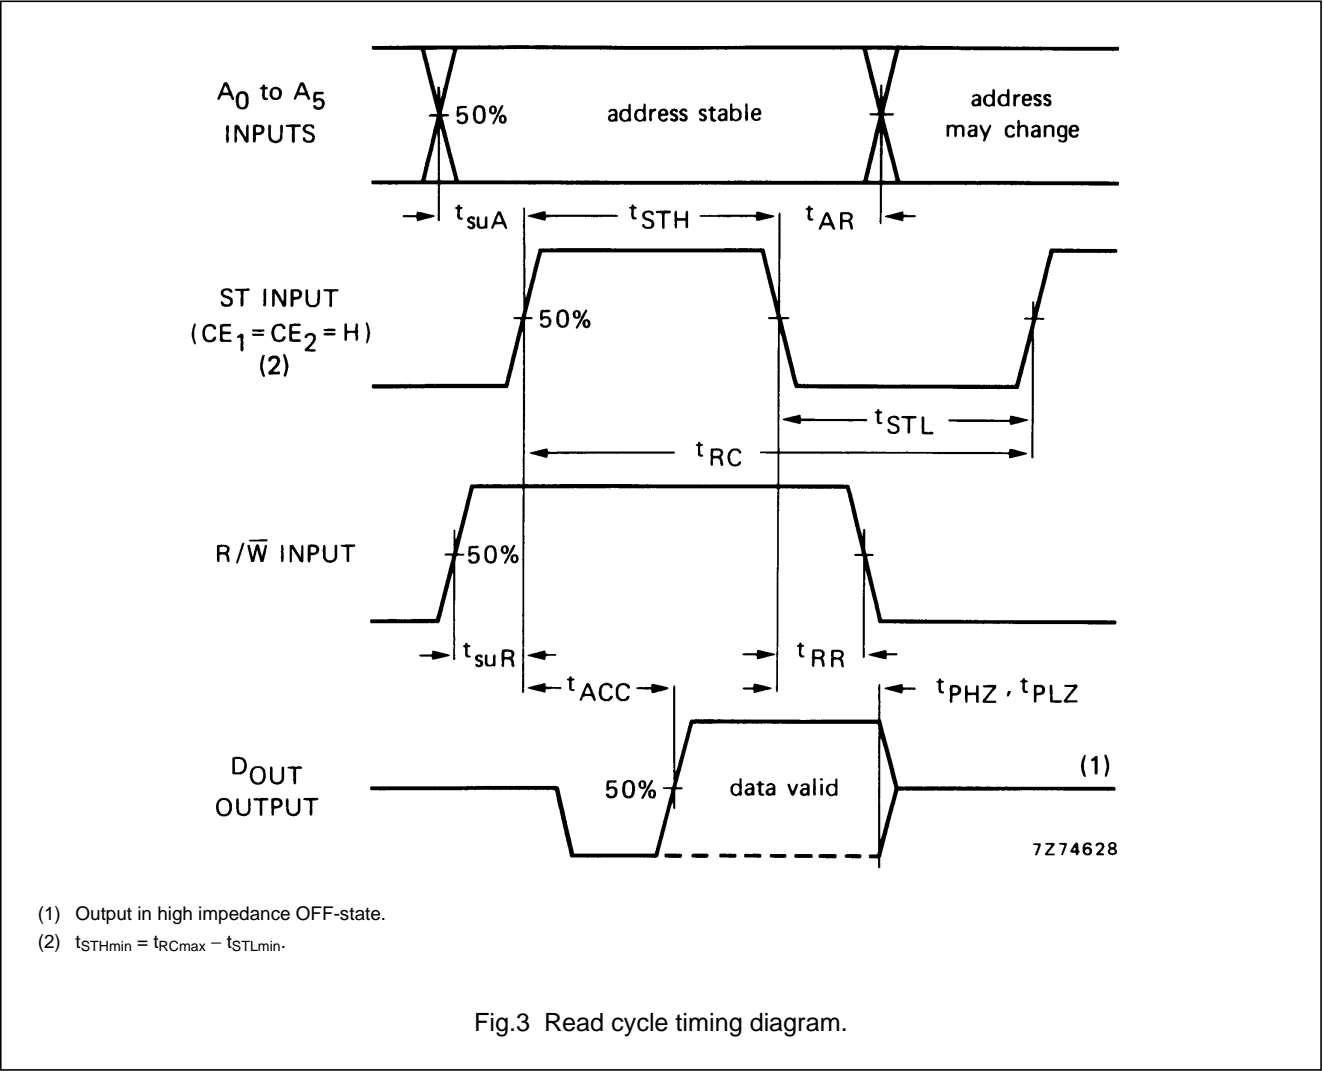 A0 to A5
INPUTS
50%
address stable
address
may change
tsuA
tSTH
tAR
ST INPUT
(CE1=CE2=H)
(2)
50%
tSTL
tRC
R/W̅ INPUT
50%
tsuR
tRR
tACC
tPHZ, tPLZ
DOUT
OUTPUT
50%
data valid
(1)
7Z74628
(1) Output in high impedance OFF-state.
(2) tSTHmin = tRCmax − tSTLmin.
Fig.3 Read cycle timing diagram.